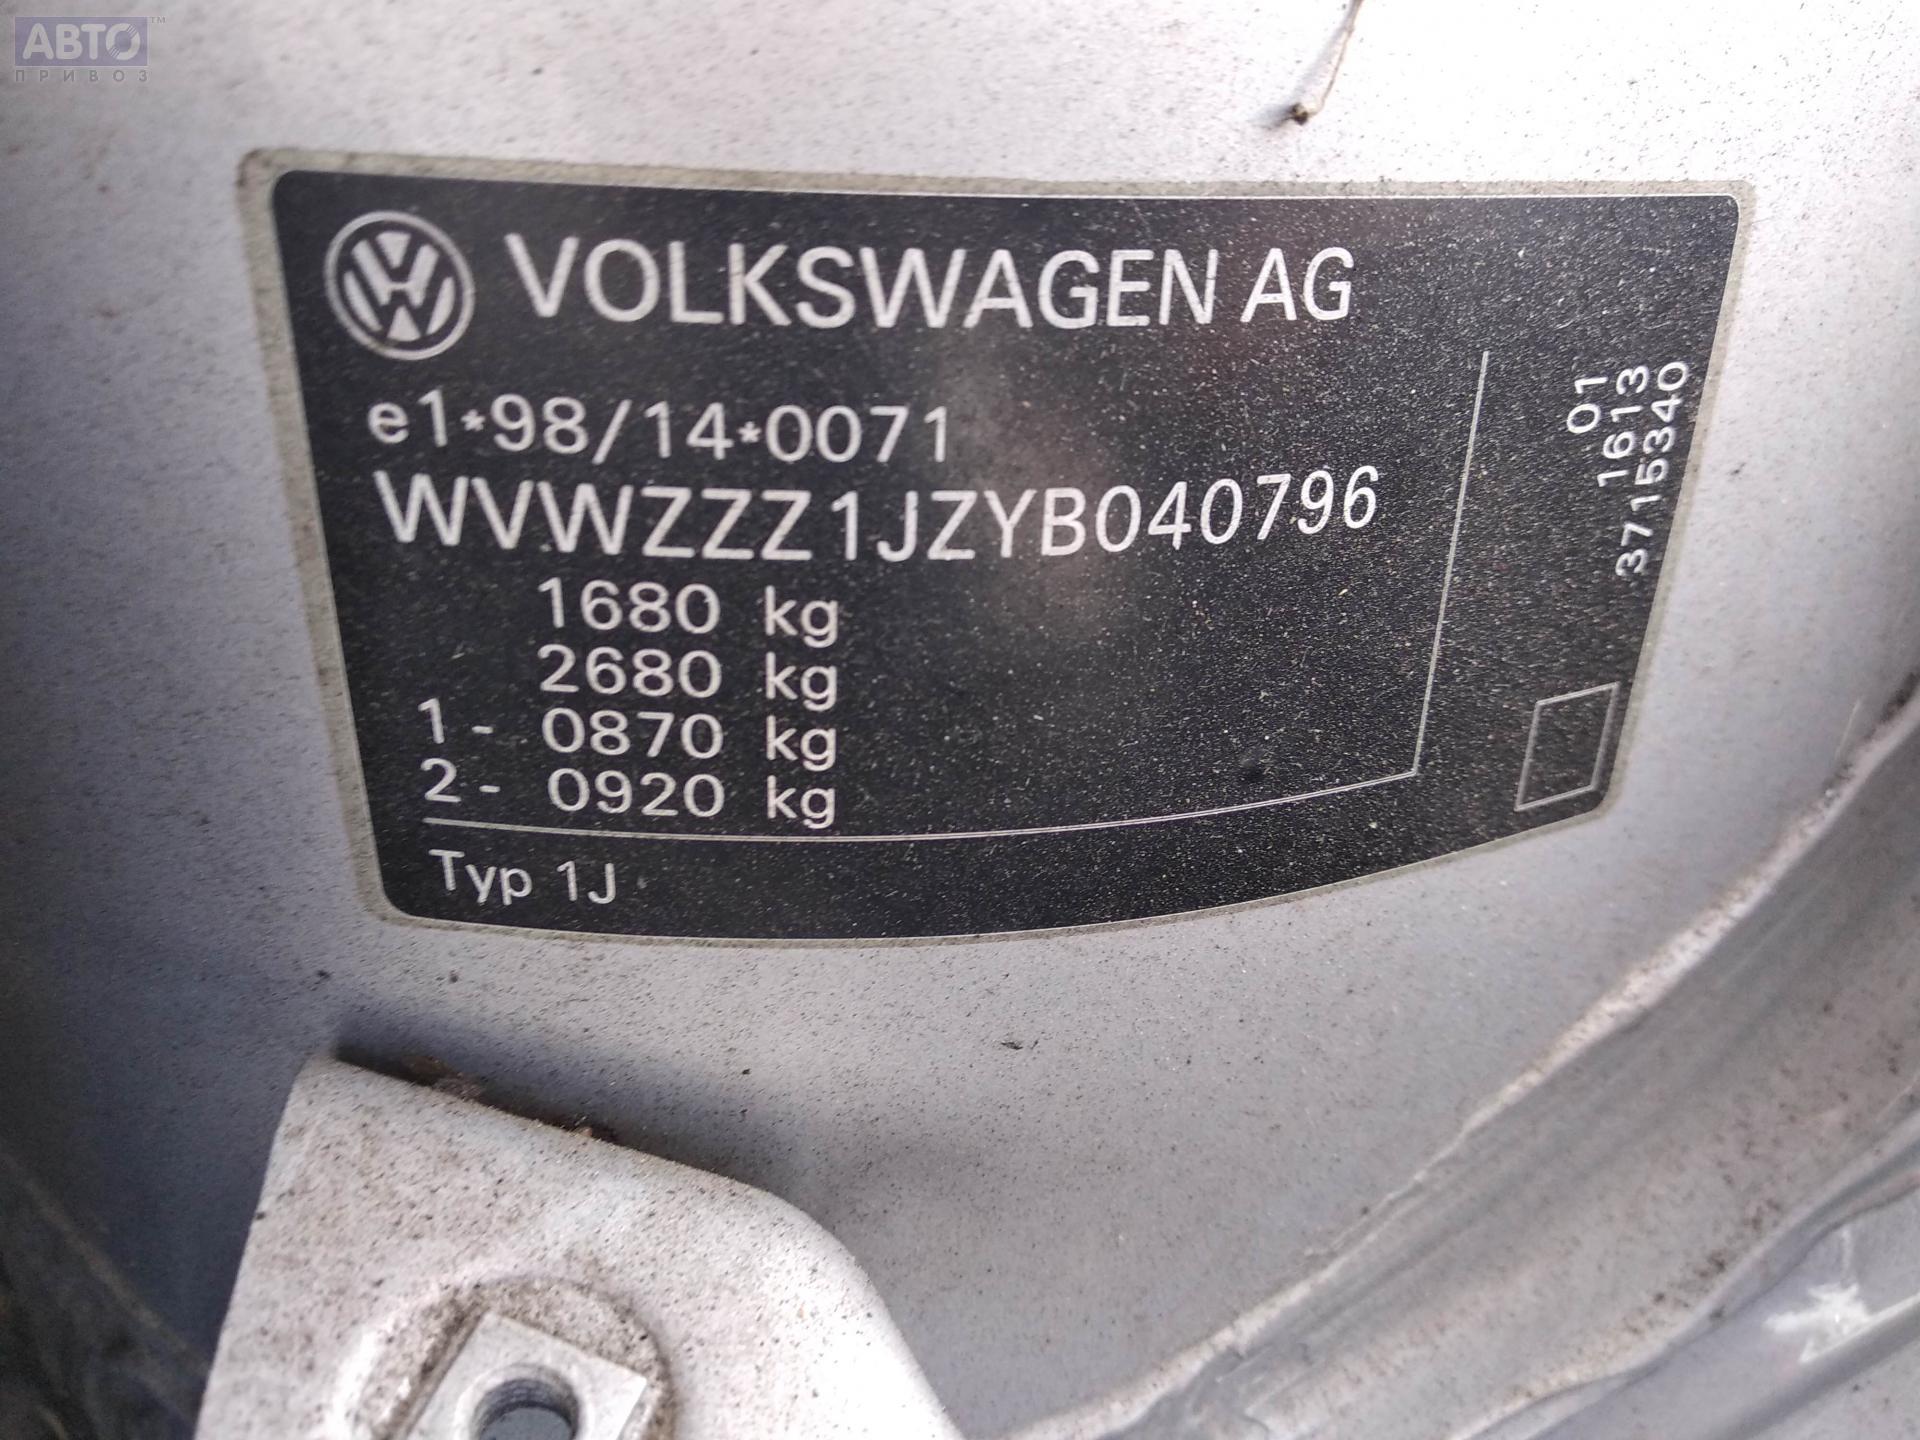 АВТО™
ПРИВОЗ
VOLKSWAGEN AG
e1*98/14*0071
WVWZZZ1JZYB040796
1680 kg
2680 kg
1- 0870 kg
2- 0920 kg
Typ 1J
01
1613
3715340